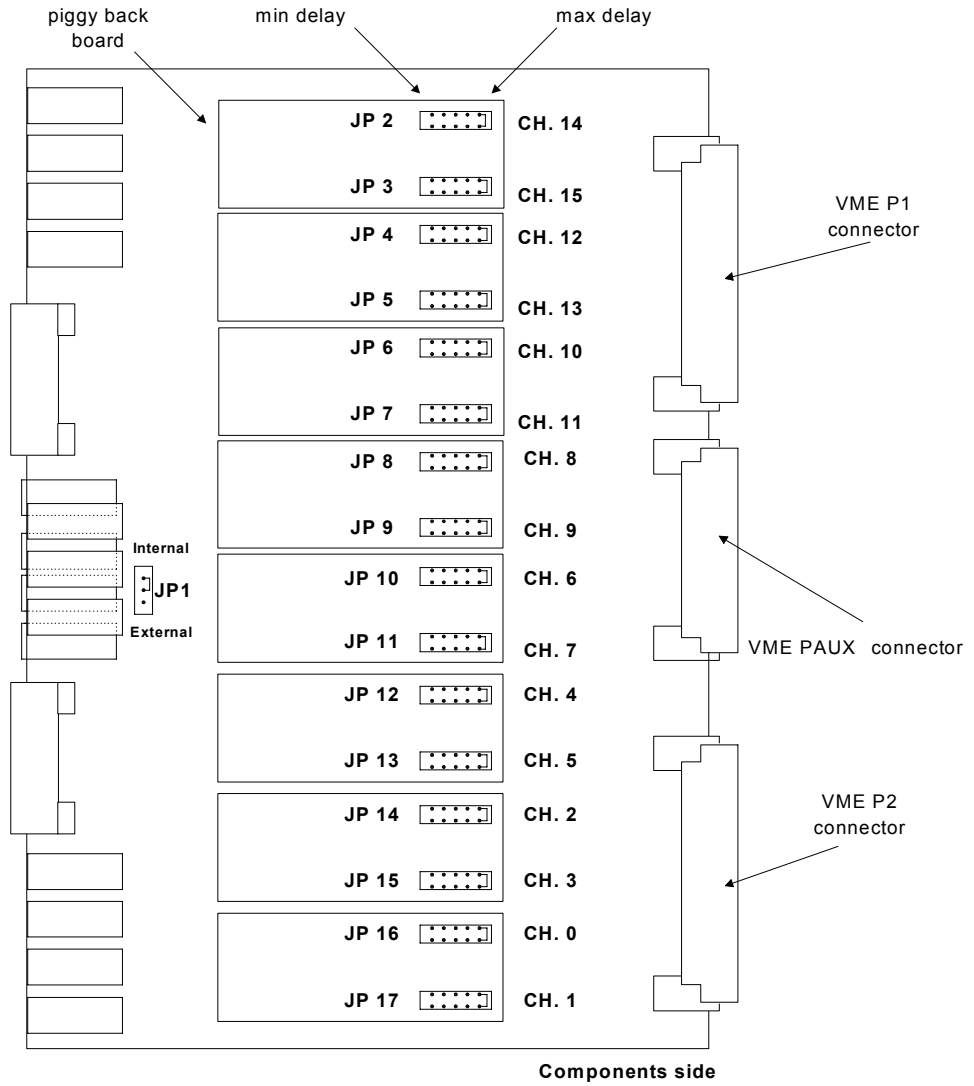 piggy back
board
min delay
max delay
JP 2
CH. 14
JP 3
CH. 15
VME P1
connector
JP 4
CH. 12
JP 5
CH. 13
JP 6
CH. 10
JP 7
CH. 11
JP 8
CH. 8
JP 9
CH. 9
Internal
JP1
External
JP 10
CH. 6
JP 11
CH. 7
VME PAUX connector
JP 12
CH. 4
JP 13
CH. 5
JP 14
CH. 2
VME P2
connector
JP 15
CH. 3
JP 16
CH. 0
JP 17
CH. 1
Components side